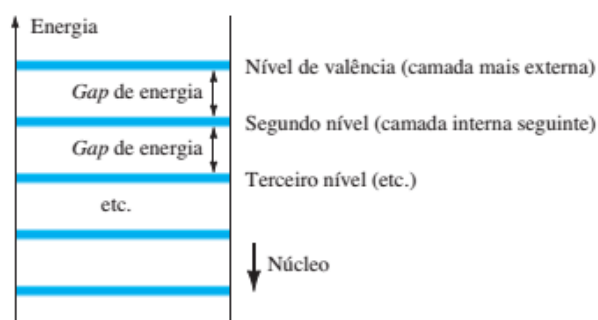 Energia
Nível de valência (camada mais externa)
Gap de energia
Segundo nível (camada interna seguinte)
Gap de energia
Terceiro nível (etc.)
etc.
Núcleo